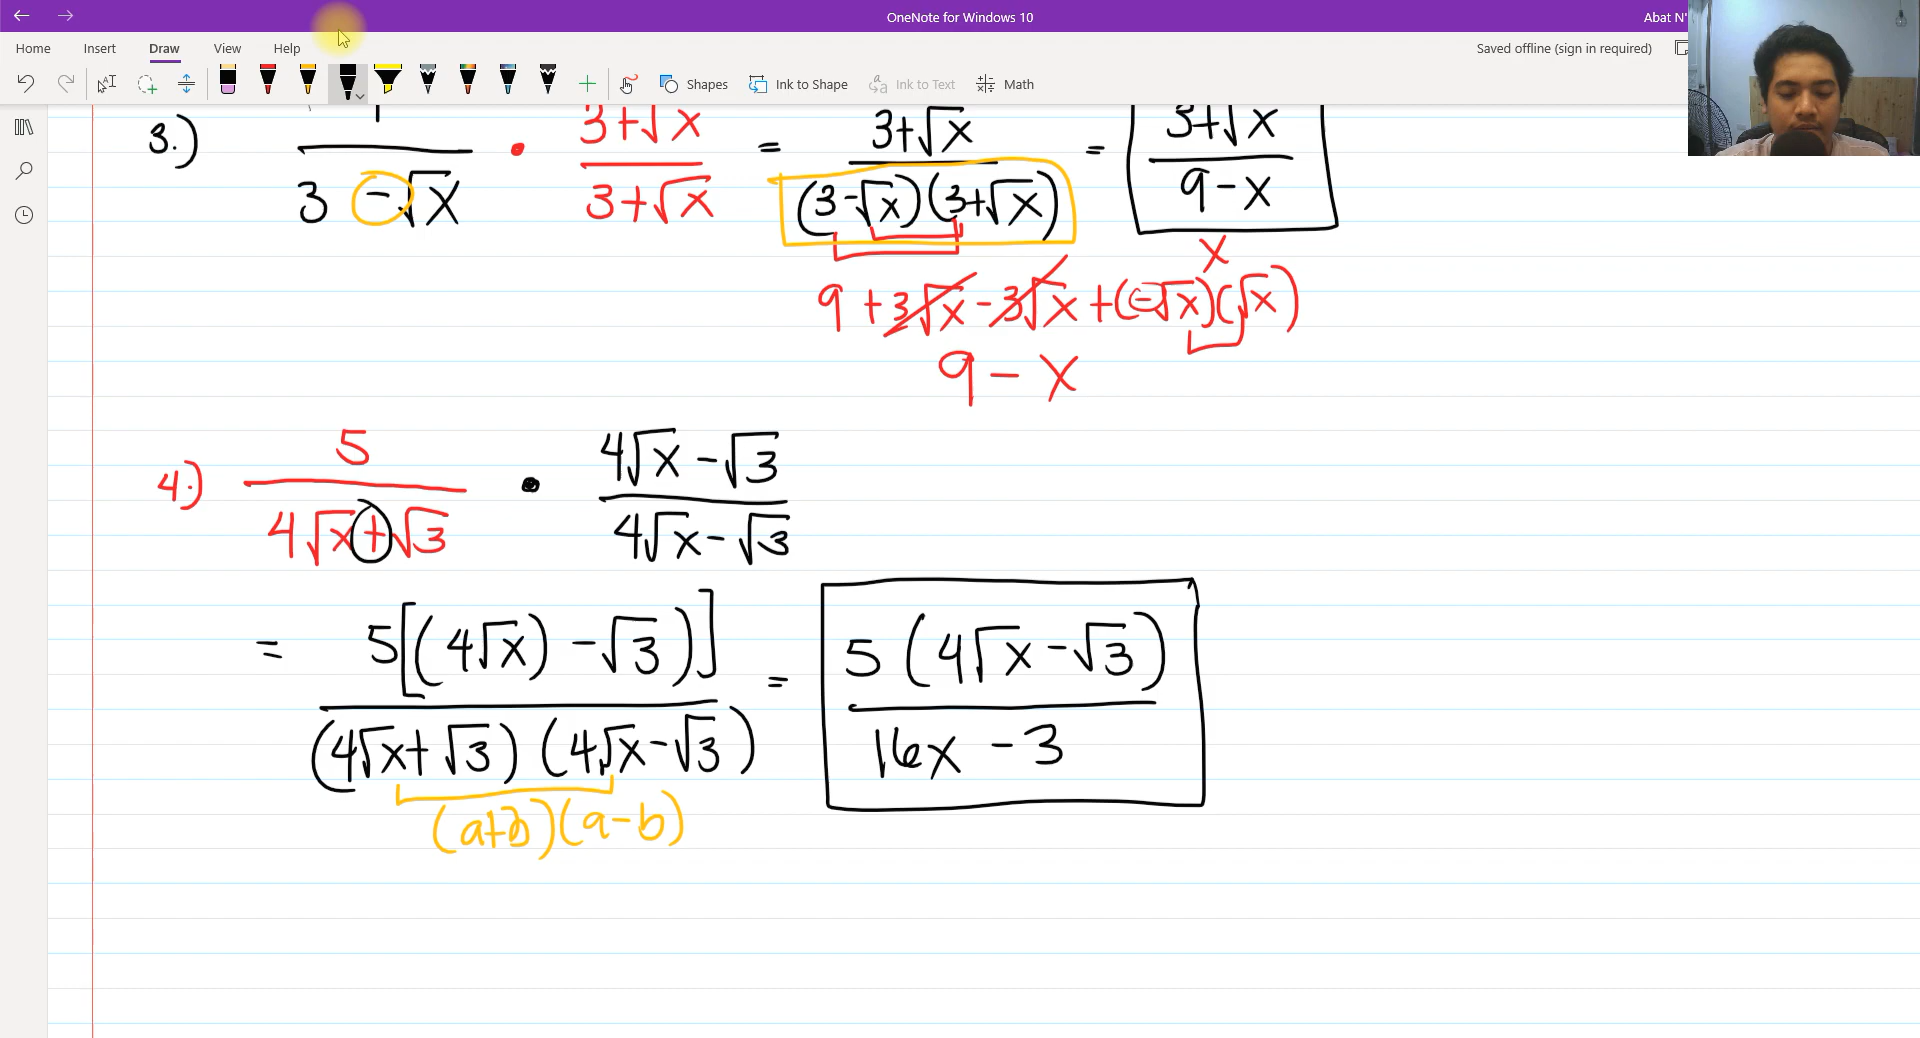 OneNote for Windows 10
Abat N'
Home Insert Draw View Help
Saved offline (sign in required)
Shapes Ink to Shape Ink to Text Math
3.) 1 / (3 - √x) · (3+√x) / (3+√x) = (3+√x) / ((3-√x)(3+√x)) = (3+√x) / (9-x)
x
9 + 3√x - 3√x + (-√x)(√x)
9 - x
4.) 5 / (4√x + √3) · (4√x - √3) / (4√x - √3)
= 5[(4√x) - √3)] / ((4√x + √3)(4√x - √3)) = 5(4√x - √3) / (16x - 3)
(a+b)(a-b)